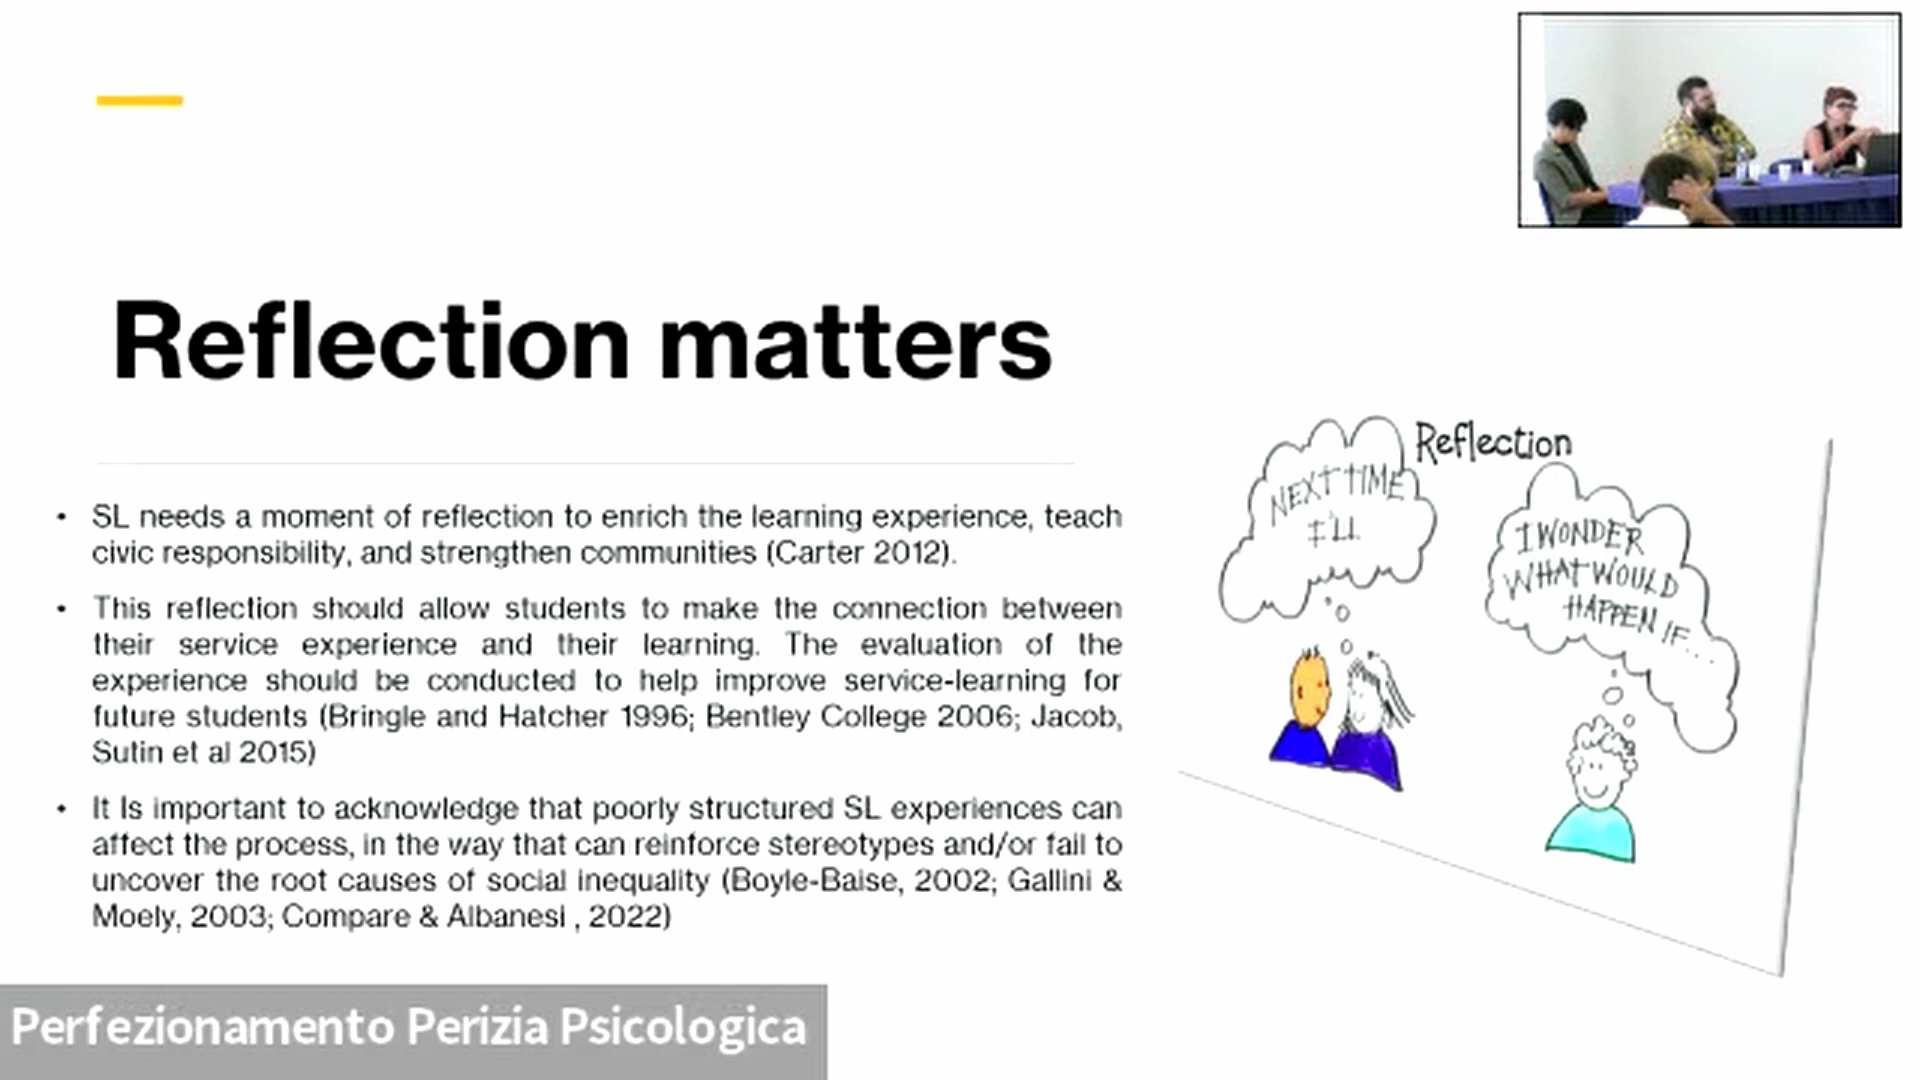 Reflection matters
• SL needs a moment of reflection to enrich the learning experience, teach
civic responsibility, and strengthen communities (Carter 2012).
• This reflection should allow students to make the connection between
their service experience and their learning. The evaluation of the
experience should be conducted to help improve service-learning for
future students (Bringle and Hatcher 1996; Bentley College 2006; Jacob,
Sutin et al 2015)
• It Is important to acknowledge that poorly structured SL experiences can
affect the process, in the way that can reinforce stereotypes and/or fail to
uncover the root causes of social inequality (Boyle-Baise, 2002; Gallini &
Moely, 2003; Compare & Albanesi , 2022)
Reflection
NEXT TIME
I'LL
I WONDER
WHAT WOULD
HAPPEN IF....
Perfezionamento Perizia Psicologica